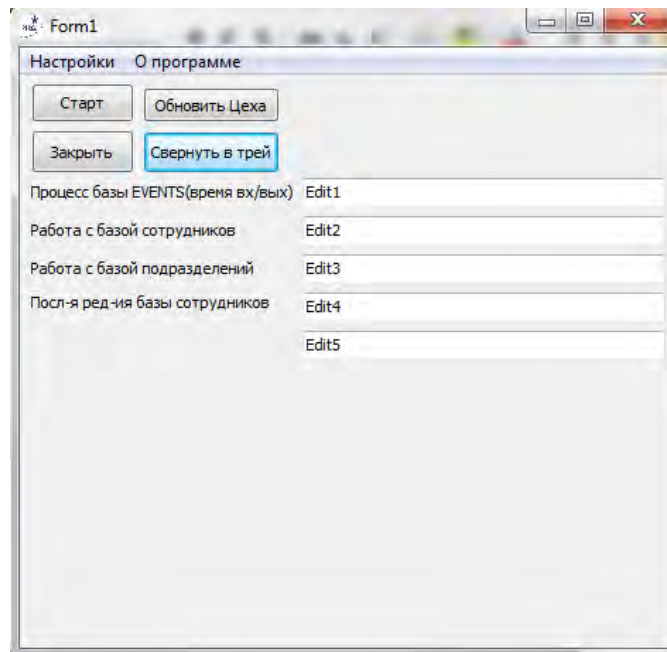 Form1
Настройки О программе
Старт Обновить Цеха
Закрыть Свернуть в трей
Процесс базы EVENTS(время вх/вых) Edit1
Работа с базой сотрудников Edit2
Работа с базой подразделений Edit3
Посл-я ред-ия базы сотрудников Edit4
Edit5